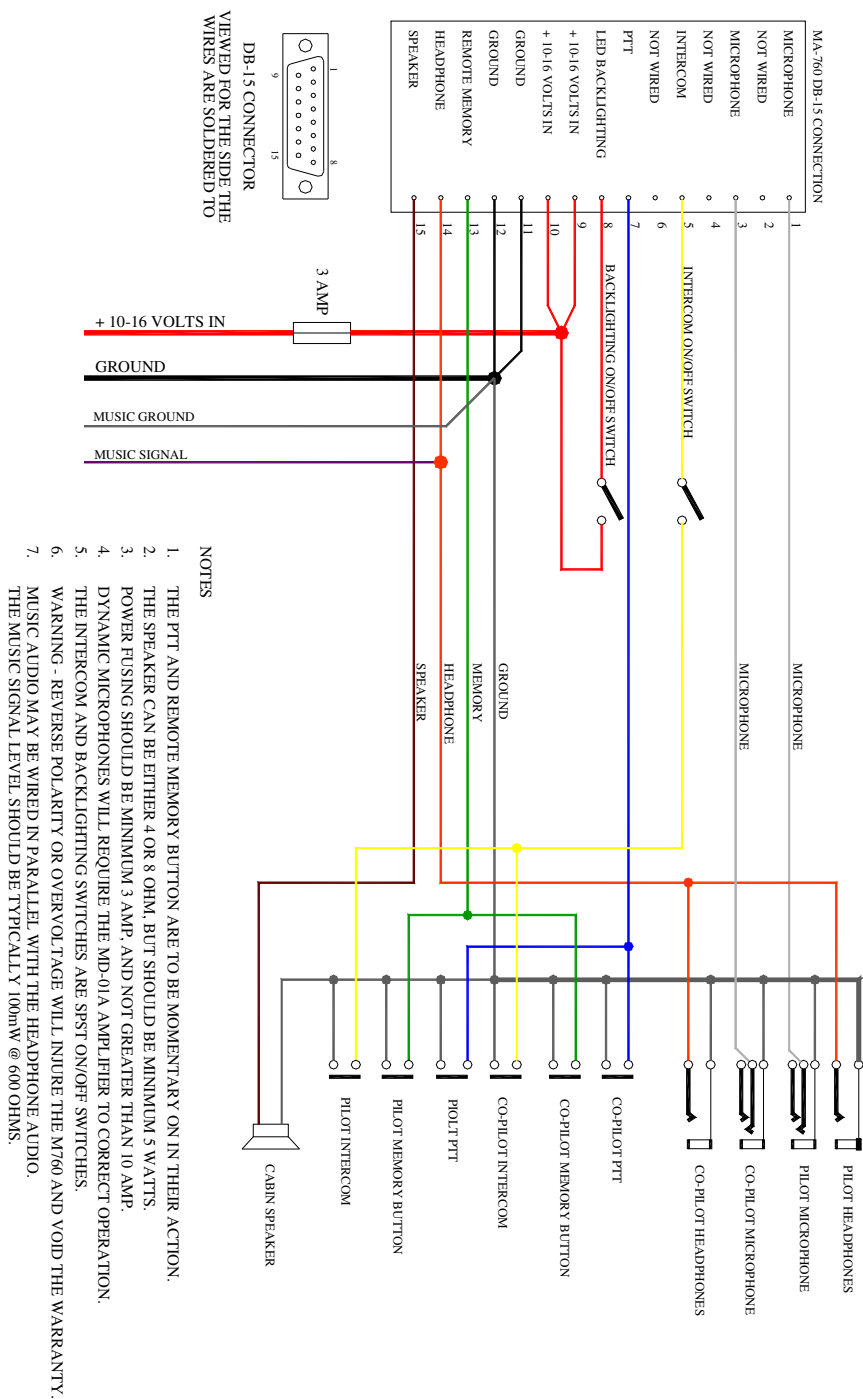 MA-760 DB-15 CONNECTION
MICROPHONE 1
NOT WIRED 2
MICROPHONE 3
NOT WIRED 4
INTERCOM 5
NOT WIRED 6
PTT 7
LED BACKLIGHTING 8
+ 10-16 VOLTS IN 9
+ 10-16 VOLTS IN 10
GROUND 11
GROUND 12
REMOTE MEMORY 13
HEADPHONE 14
SPEAKER 15
INTERCOM ON/OFF SWITCH
BACKLIGHTING ON/OFF SWITCH
MICROPHONE
MICROPHONE
GROUND
MEMORY
HEADPHONE
SPEAKER
PILOT HEADPHONES
PILOT MICROPHONE
CO-PILOT MICROPHONE
CO-PILOT HEADPHONES
CO-PILOT PTT
CO-PILOT MEMORY BUTTON
CO-PILOT INTERCOM
PIOLT PTT
PILOT MEMORY BUTTON
PILOT INTERCOM
CABIN SPEAKER
1
8
9
15
DB-15 CONNECTOR
VIEWED FOR THE SIDE THE
WIRES ARE SOLDERED TO
3 AMP
+ 10-16 VOLTS IN
GROUND
MUSIC GROUND
MUSIC SIGNAL
NOTES
1. THE PTT AND REMOTE MEMORY BUTTON ARE TO BE MOMENTARY ON IN THEIR ACTION.
2. THE SPEAKER CAN BE EITHER 4 OR 8 OHM, BUT SHOULD BE MINIMUM 5 WATTS.
3. POWER FUSING SHOULD BE MINIMUM 3 AMP, AND NOT GREATER THAN 10 AMP.
4. DYNAMIC MICROPHONES WILL REQUIRE THE MD-01A AMPLIFIER TO CORRECT OPERATION.
5. THE INTERCOM AND BACKLIGHTING SWITCHES ARE SPST ON/OFF SWITCHES.
6. WARNING - REVERSE POLARITY OR OVERVOLTAGE WILL INJURE THE M760 AND VOID THE WARRANTY.
7. MUSIC AUDIO MAY BE WIRED IN PARALLEL WITH THE HEADPHONE AUDIO.
THE MUSIC SIGNAL LEVEL SHOULD BE TYPICALLY 100mW @ 600 OHMS.